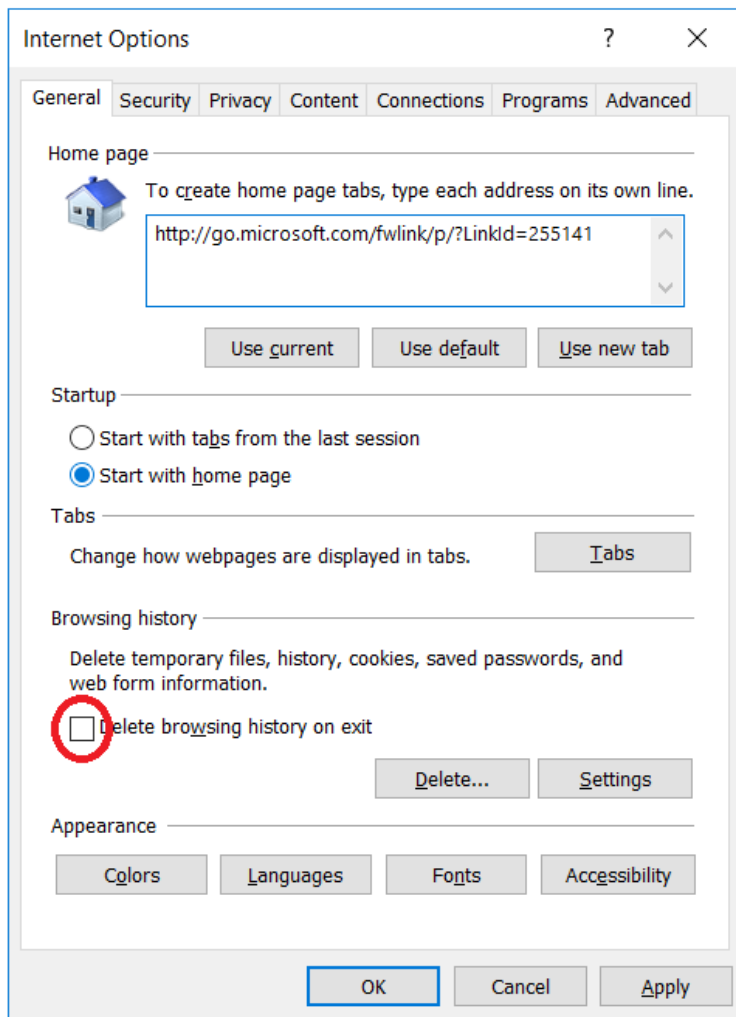 Internet Options ?
General Security Privacy Content Connections Programs Advanced
Home page
To create home page tabs, type each address on its own line.
http://go.microsoft.com/fwlink/p/?LinkId=255141
Use current Use default Use new tab
Startup
Start with tabs from the last session
Start with home page
Tabs
Change how webpages are displayed in tabs. Tabs
Browsing history
Delete temporary files, history, cookies, saved passwords, and
web form information.
Delete browsing history on exit
Delete... Settings
Appearance
Colors Languages Fonts Accessibility
OK Cancel Apply